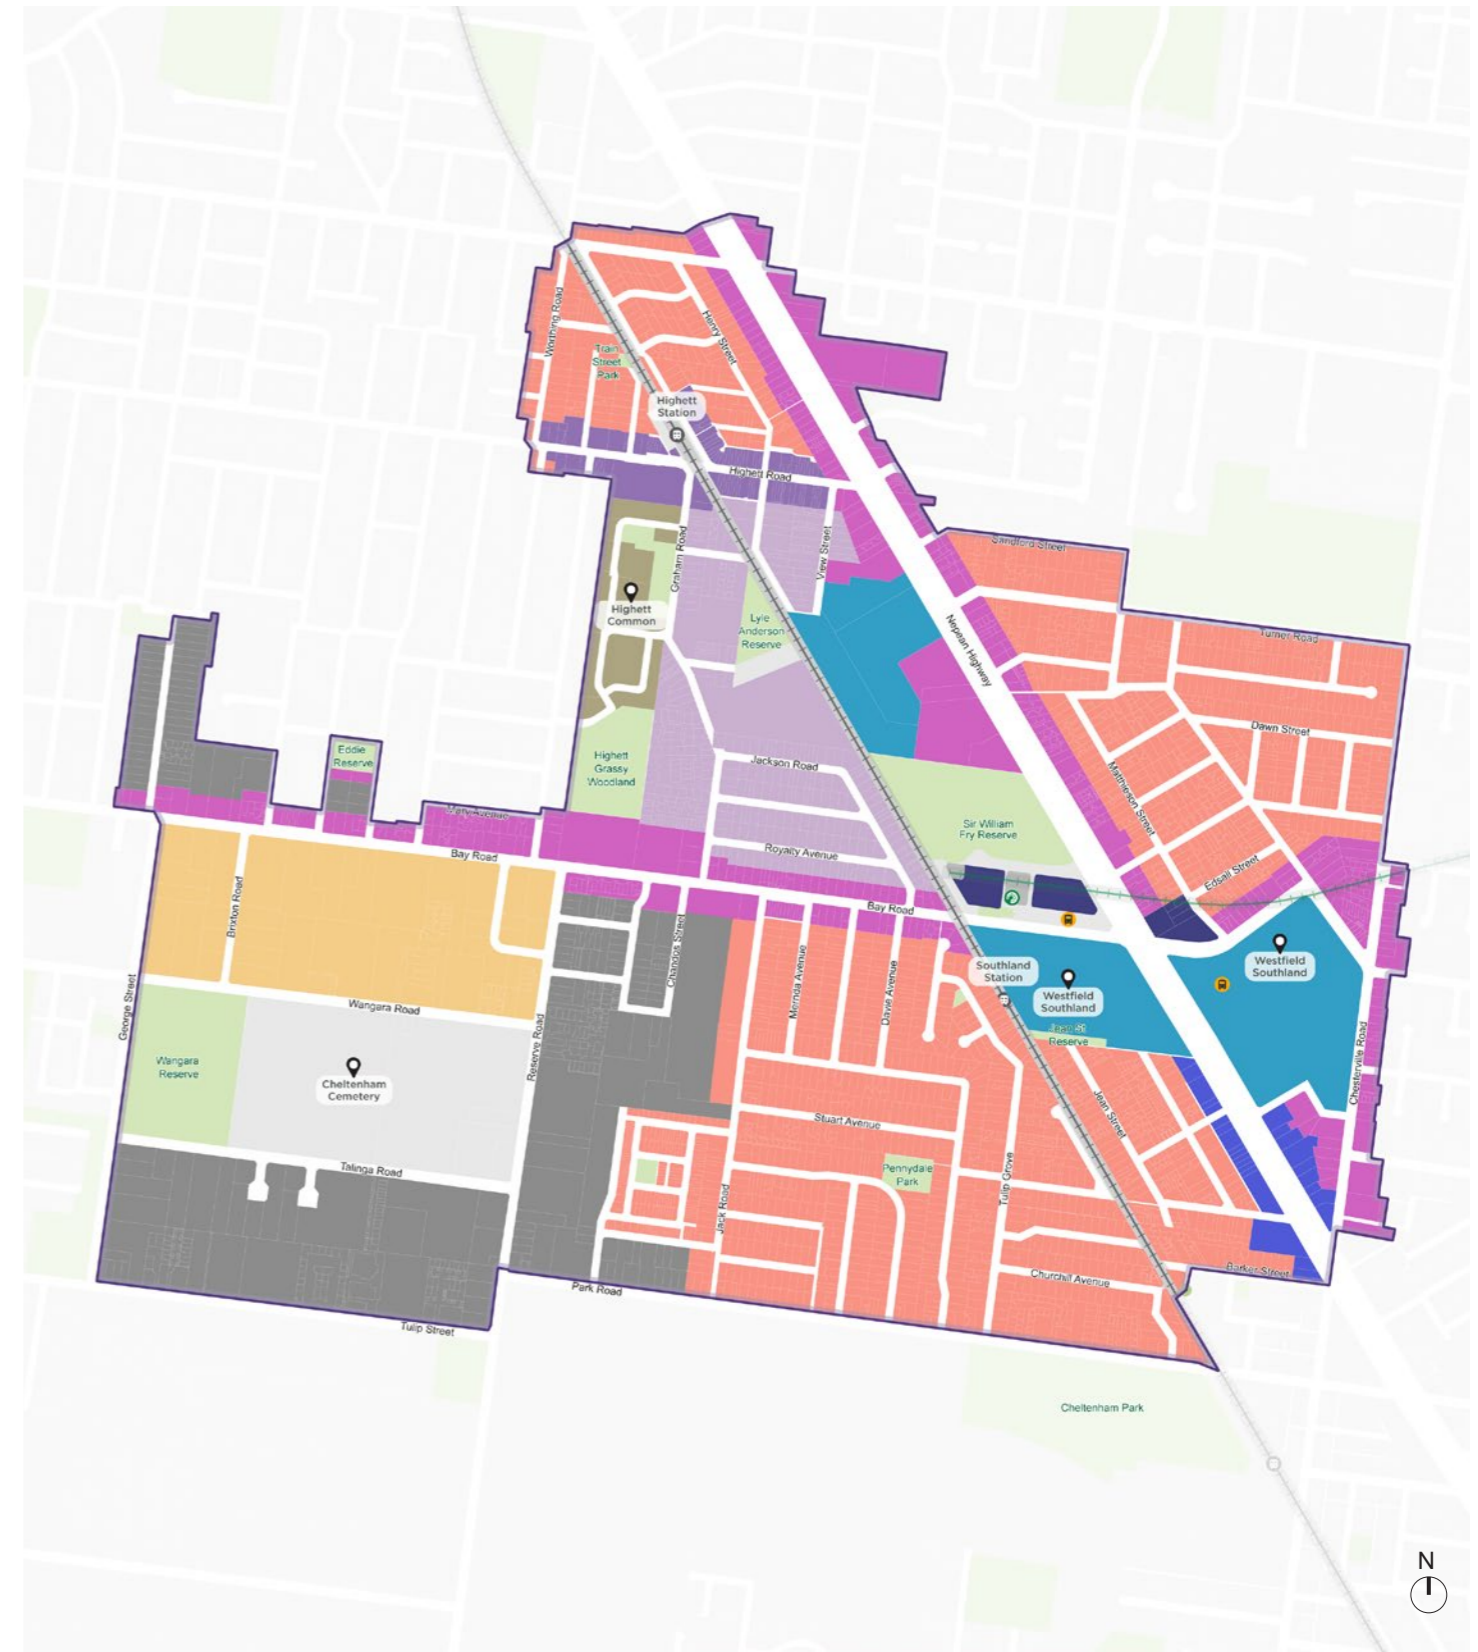 Worthing Road
Henry Street
Train
Street
Park
Highett
Station
Highett Road
Graham Road
View Street
Sandford Street
Highett
Common
Lyle
Anderson
Reserve
Nepean Highway
Turner Road
Dawn Street
Eddie
Reserve
Highett
Grassy
Woodland
Jackson Road
Matthieson Street
Sir William
Fry Reserve
Bay Road
Royalty Avenue
Edsall Street
Brixton Road
Bay Road
Chandos Street
Morinda Avenue
Davie Avenue
Southland
Station
Westfield
Southland
Westfield
Southland
George Street
Wangara Road
Reserve Road
Jean St
Reserve
Chesterville Road
Wangara
Reserve
Cheltenham
Cemetery
Stuart Avenue
Jean Street
Talinga Road
Jack Road
Pennydale
Park
Tulip Grove
Park Road
Churchill Avenue
Barker Street
Tulip Street
Cheltenham Park
N